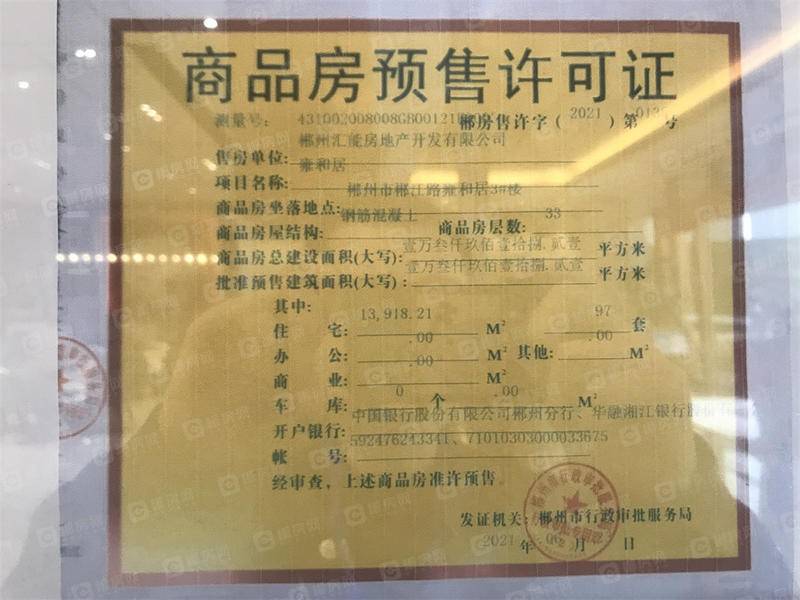 商品房预售许可证
测量号: 431002008008GB00121 郴房售许字(2021)第 号
售房单位: 郴州汇能房地产开发有限公司
项目名称: 雍和居
商品房坐落地点: 郴州市郴江路雍和居3#楼
商品房屋结构: 钢筋混凝土 商品房层数: 33
商品房总建设面积(大写): 壹万叁仟玖佰壹拾捌.贰壹 平方米
批准预售建筑面积(大写): 壹万叁仟玖佰壹拾捌.贰壹 平方米
其中:
住 宅: 13,918.21 M² 97 套
办 公: .00 M² 其他: .00 M²
商 业: .00 M²
车 库: 0 个 .00 M²
开户银行: 中国银行股份有限公司郴州分行、华融湘江银行股份
帐 号: 592476243341、71010303000033675
经审查,上述商品房准许预售。
发证机关: 郴州市行政审批服务局
2021 年 06 月 日